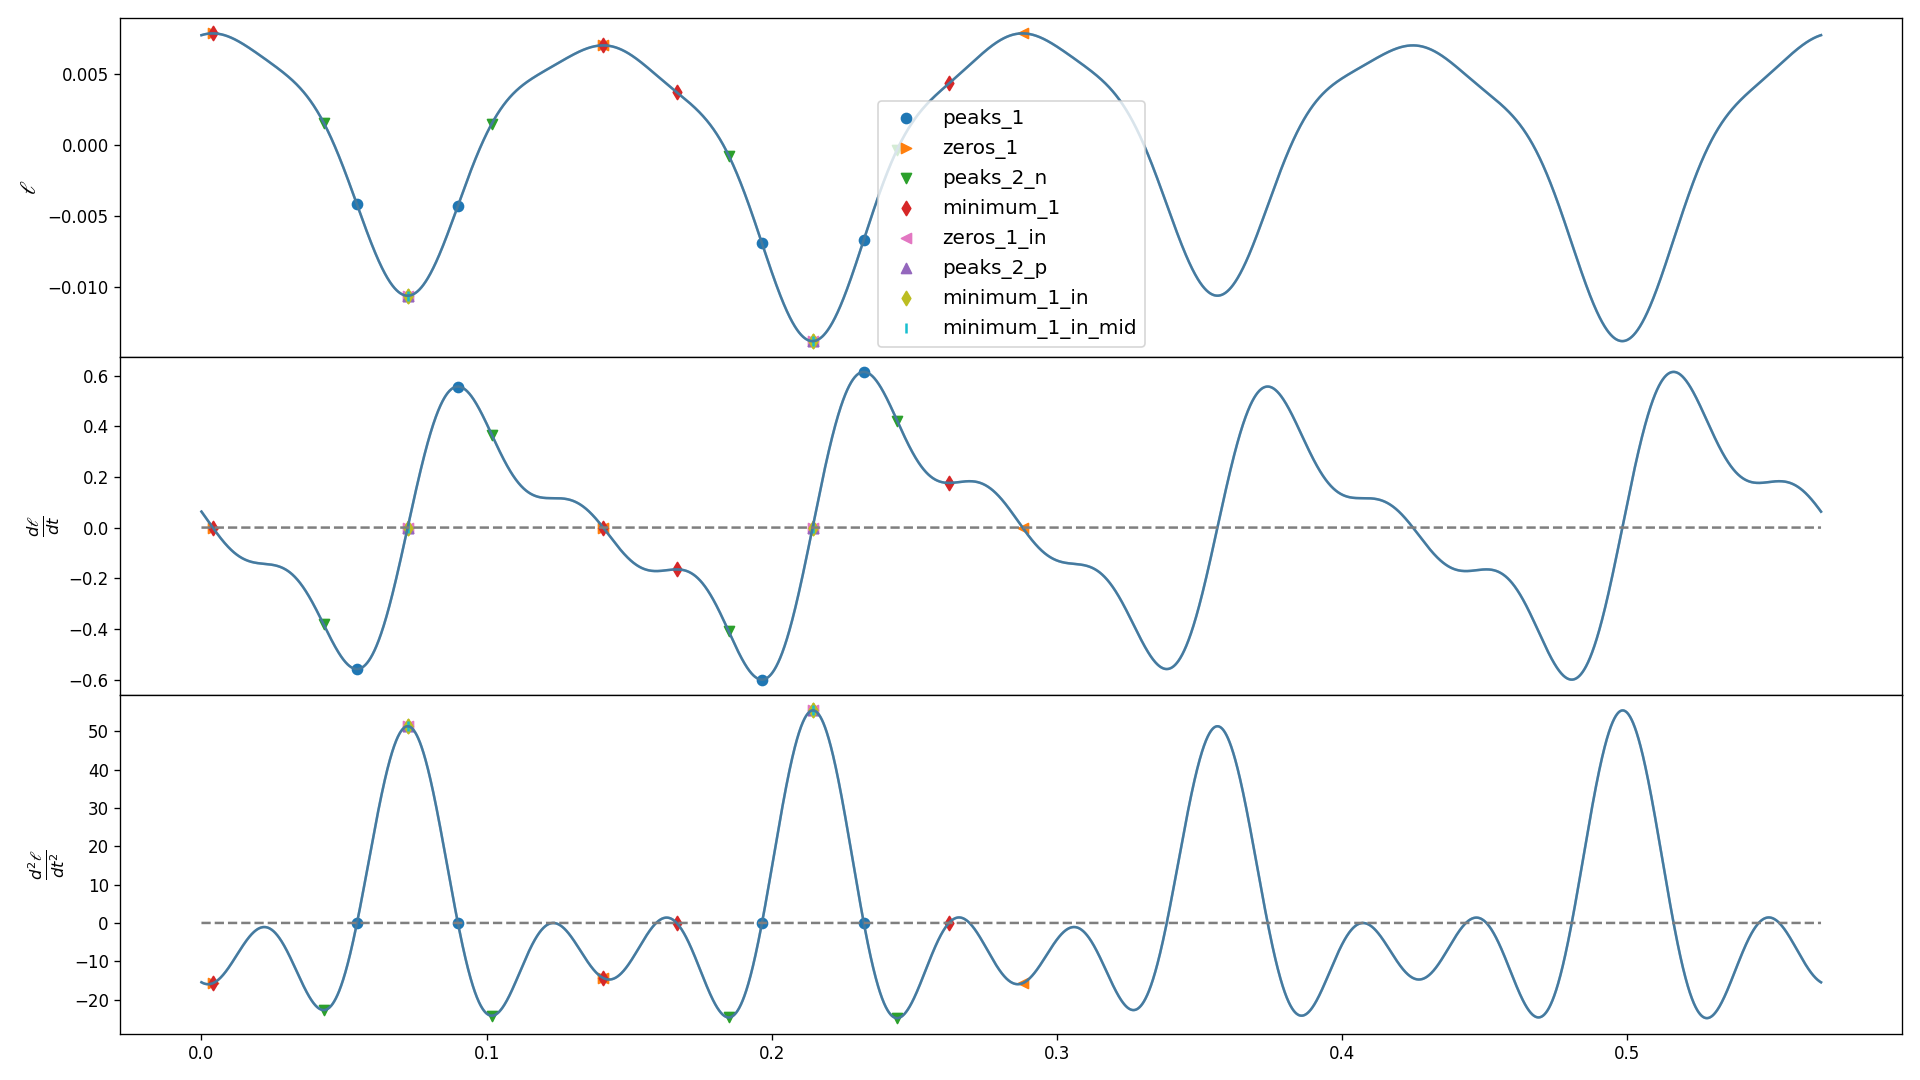 0.005
0.000
−0.005
−0.010
ℓ
peaks_1
zeros_1
peaks_2_n
minimum_1
zeros_1_in
peaks_2_p
minimum_1_in
minimum_1_in_mid
0.6
0.4
0.2
0.0
−0.2
−0.4
−0.6
dℓ/dt
50
40
30
20
10
0
−10
−20
d²ℓ/dt²
0.0 0.1 0.2 0.3 0.4 0.5